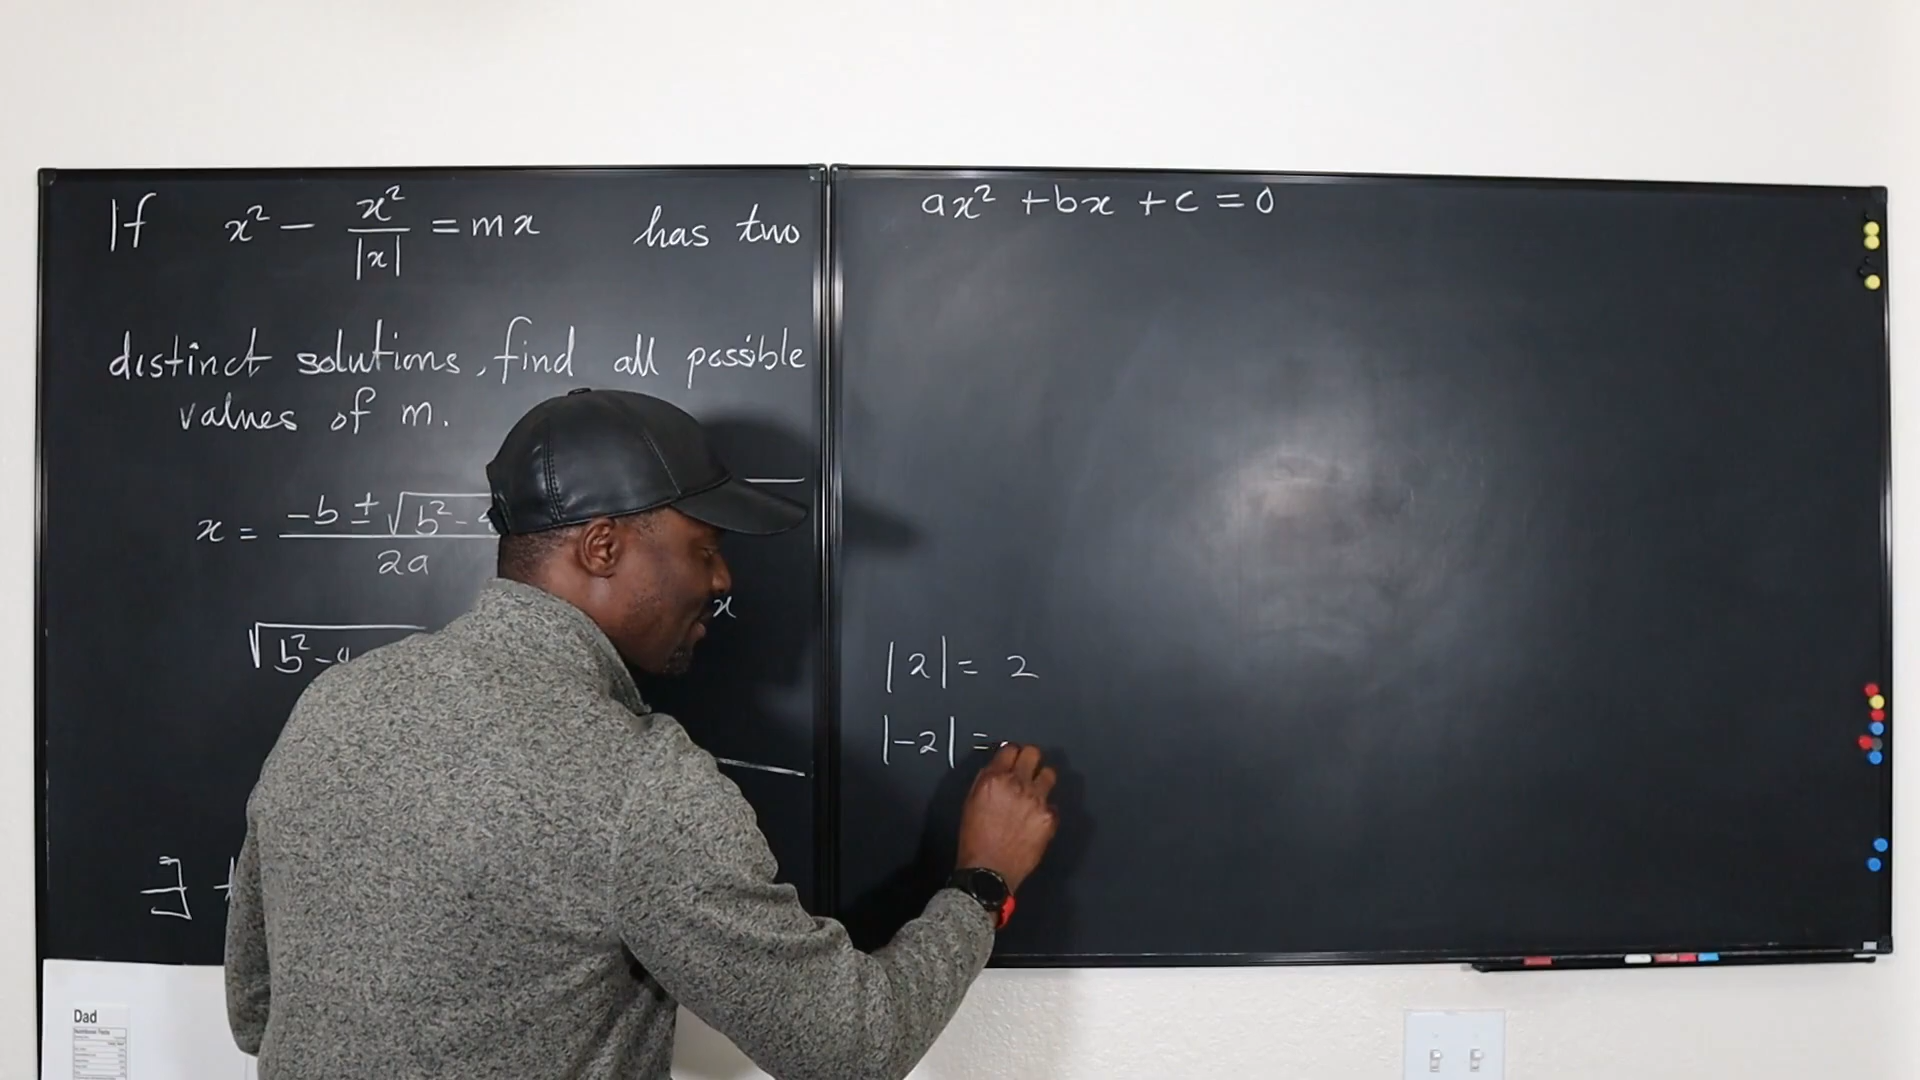 If x² − x²/|x| = mx has two
distinct solutions, find all possible
values of m.
x = −b ± √b² −
2a
√b² − 4
x
∃
ax² + bx + c = 0
|2| = 2
|−2| =
Dad